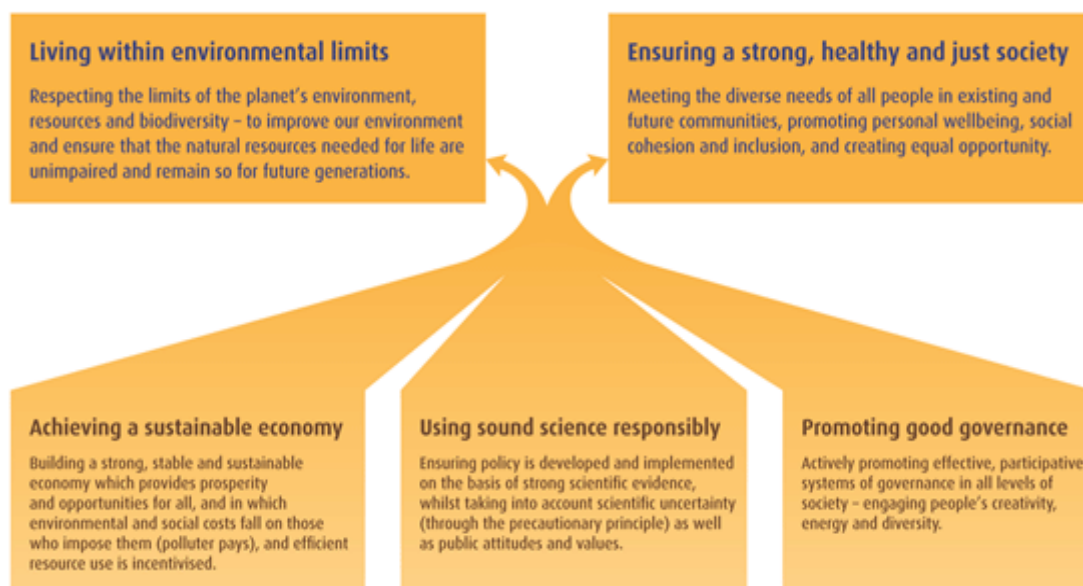 Living within environmental limits
Respecting the limits of the planet's environment,
resources and biodiversity – to improve our environment
and ensure that the natural resources needed for life are
unimpaired and remain so for future generations.
Ensuring a strong, healthy and just society
Meeting the diverse needs of all people in existing and
future communities, promoting personal wellbeing, social
cohesion and inclusion, and creating equal opportunity.
Achieving a sustainable economy
Building a strong, stable and sustainable
economy which provides prosperity
and opportunities for all, and in which
environmental and social costs fall on those
who impose them (polluter pays), and efficient
resource use is incentivised.
Using sound science responsibly
Ensuring policy is developed and implemented
on the basis of strong scientific evidence,
whilst taking into account scientific uncertainty
(through the precautionary principle) as well
as public attitudes and values.
Promoting good governance
Actively promoting effective, participative
systems of governance in all levels of
society – engaging people's creativity,
energy and diversity.